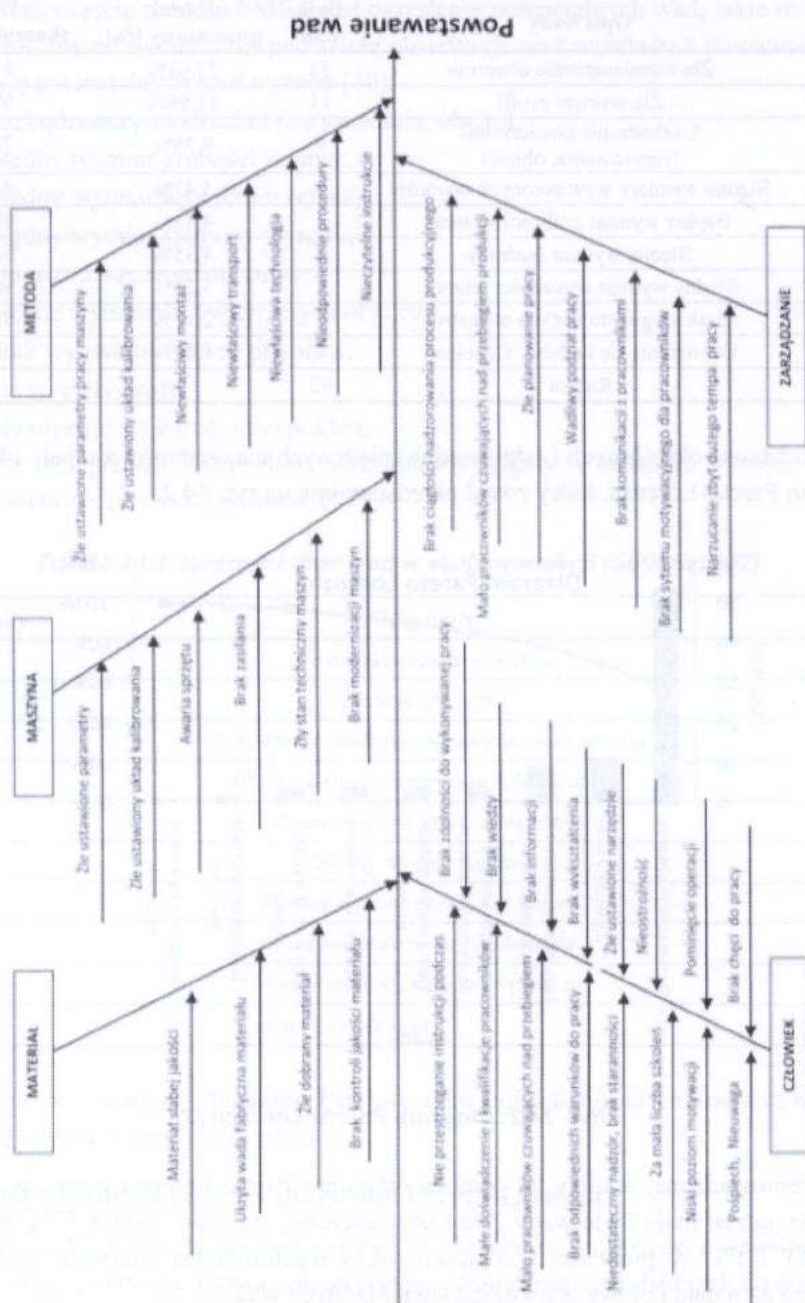 MATERIAŁ
Materiał słabej jakości
Ukryta wada fabryczna materiału
Źle dobrany materiał
Brak kontroli jakości materiału
MASZYNA
Źle ustawione parametry
Źle ustawiony układ kalibrowania
Awaria sprzętu
Brak zasilania
Zły stan techniczny maszyny
Brak modernizacji maszyn
METODA
Źle ustawione parametry pracy maszyny
Źle ustawiony układ kalibrowania
Niewłaściwy montaż
Niewłaściwy transport
Niewłaściwa technologia
Nieodpowiednie procedury
Nieczytelne instrukcje
Powstawanie wad
CZŁOWIEK
Nie przestrzeganie instrukcji podczas
Małe doświadczenie i kwalifikacje pracowników
Mało pracowników czuwających nad przebiegiem
Brak odpowiednich warunków do pracy
Niedostateczny nadzór, brak staranności
Za mała liczba szkoleń
Niski poziom motywacji
Pośpiech, Nieuwaga
Brak zdolności do wykonywanej pracy
Brak wiedzy
Brak informacji
Brak wykształcenia
Źle ustawione narzędzie
Nieostrożność
Pominięcie operacji
Brak chęci do pracy
ZARZĄDZANIE
Brak ciągłości nadzorowania procesu produkcyjnego
Mało pracowników czuwających nad przebiegiem produkcji
Złe planowanie pracy
Wadliwy podział pracy
Brak komunikacji z pracownikami
Brak sytemu motywacyjnego dla pracowników
Narzucanie zbyt dużego tempa pracy